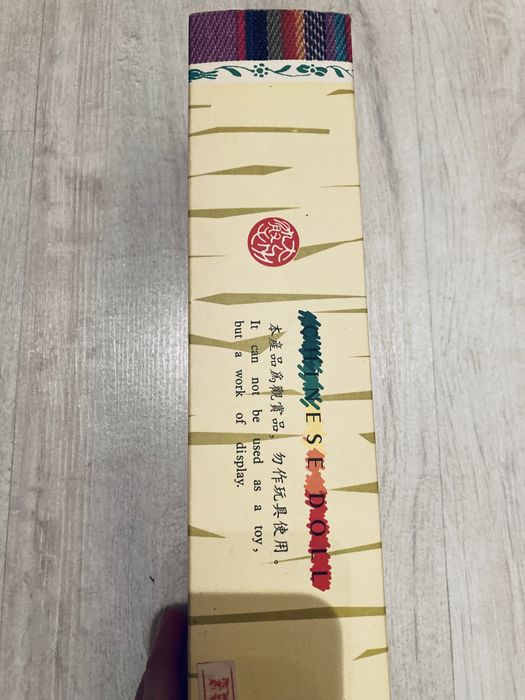 CHINESE DOLL
本產品為觀賞品，勿作玩具使用。
It can not be used as a toy,
but a work of display.